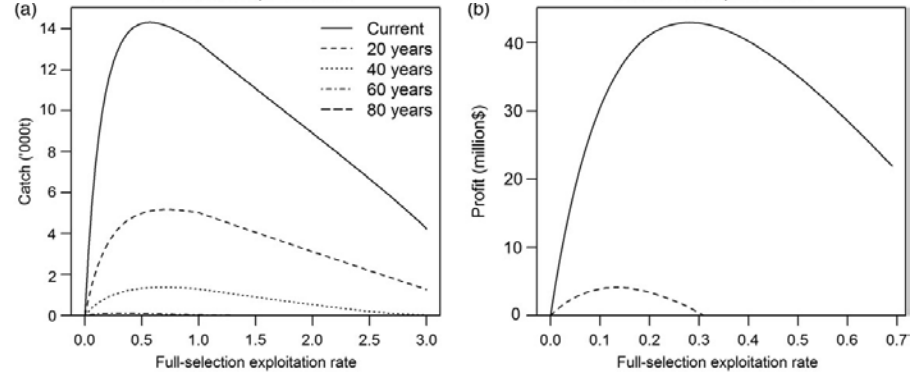 (a)
14
12
10
8
6
4
2
0
Catch ('000t)
Current
20 years
40 years
60 years
80 years
0.0 0.5 1.0 1.5 2.0 2.5 3.0
Full-selection exploitation rate
(b)
40
30
20
10
0
Profit (million$)
0.0 0.1 0.2 0.3 0.4 0.5 0.6 0.7
Full-selection exploitation rate